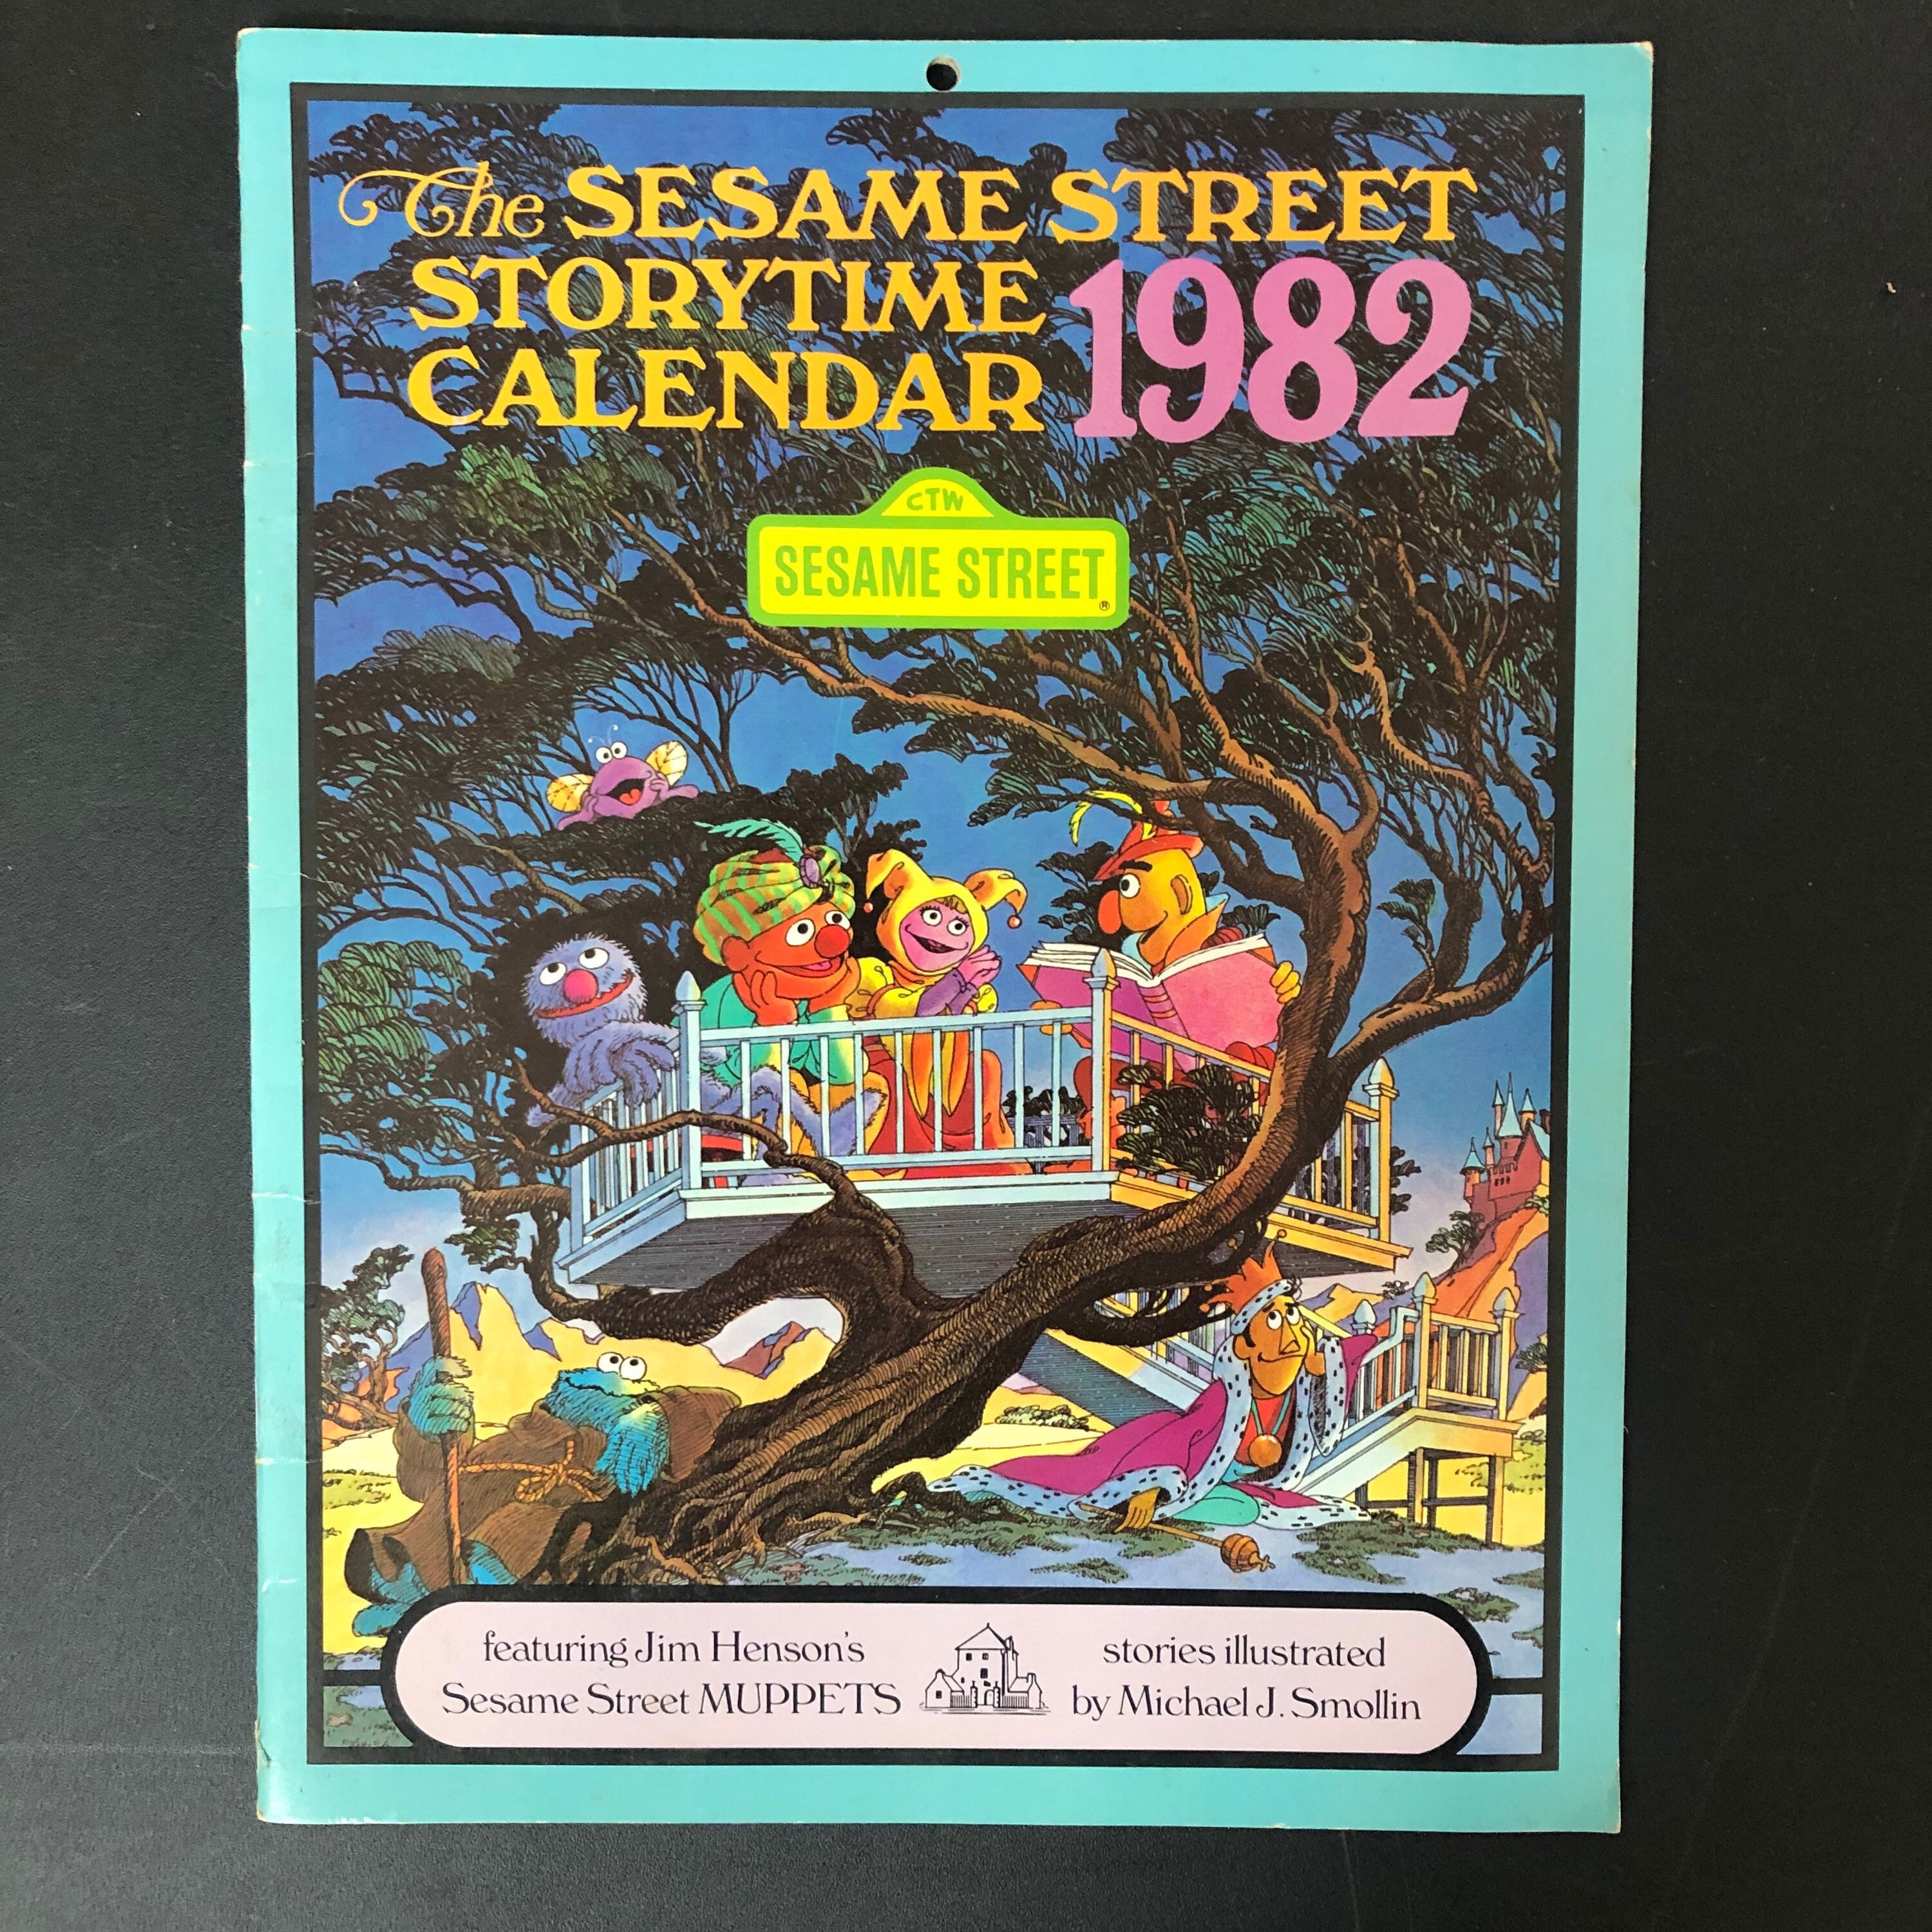 The SESAME STREET
STORYTIME
CALENDAR 1982
CTW
SESAME STREET®
featuring Jim Henson's
Sesame Street MUPPETS
stories illustrated
by Michael J. Smollin